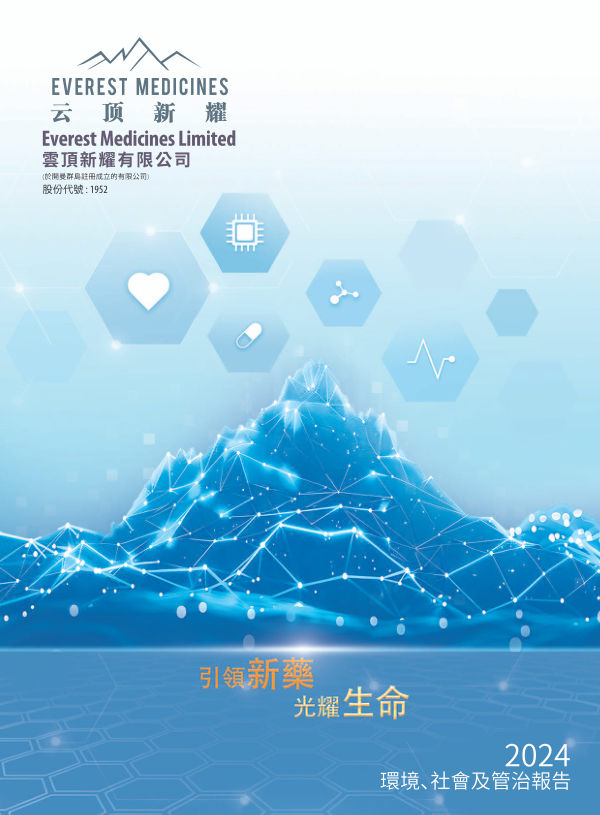 EVEREST MEDICINES
云顶新耀
Everest Medicines Limited
雲頂新耀有限公司
(於開曼群島註冊成立的有限公司)
股份代號 : 1952
引領新藥
光耀生命
2024
環境、社會及管治報告